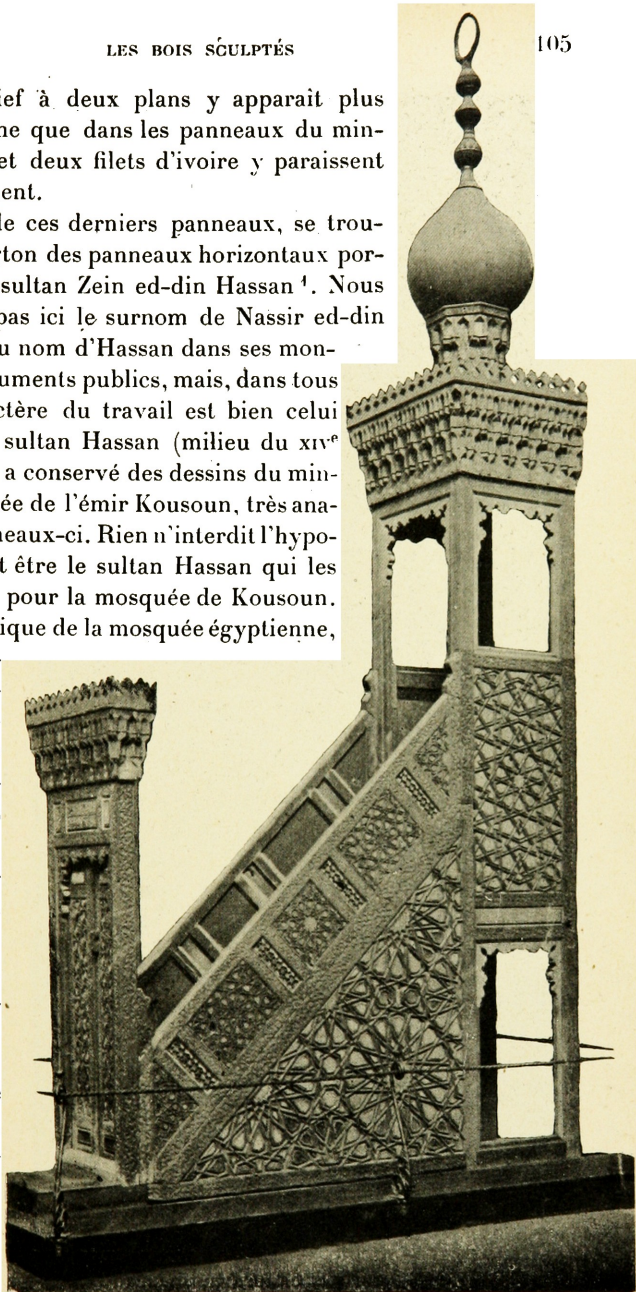 LES BOIS SCULPTÉS 105
ief à deux plans y apparait plus
ne que dans les panneaux du min-
et deux filets d'ivoire y paraissent
ent.
de ces derniers panneaux, se trou-
rton des panneaux horizontaux por-
sultan Zein ed-din Hassan ¹. Nous
pas ici le surnom de Nassir ed-din
u nom d'Hassan dans ses mon-
uments publics, mais, dans tous
ctère du travail est bien celui
sultan Hassan (milieu du XIVᵉ
a conservé des dessins du min-
ée de l'émir Kousoun, très ana-
neaux-ci. Rien n'interdit l'hypo-
t être le sultan Hassan qui les
pour la mosquée de Kousoun.
ique de la mosquée égyptienne,